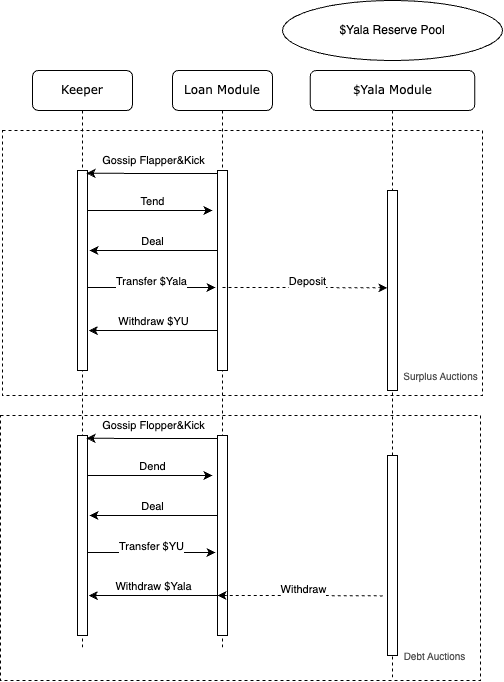 $Yala Reserve Pool
Keeper
Loan Module
$Yala Module
Gossip Flapper&Kick
Tend
Deal
Transfer $Yala
Deposit
Withdraw $YU
Surplus Auctions
Gossip Flopper&Kick
Dend
Deal
Transfer $YU
Withdraw $Yala
Withdraw
Debt Auctions